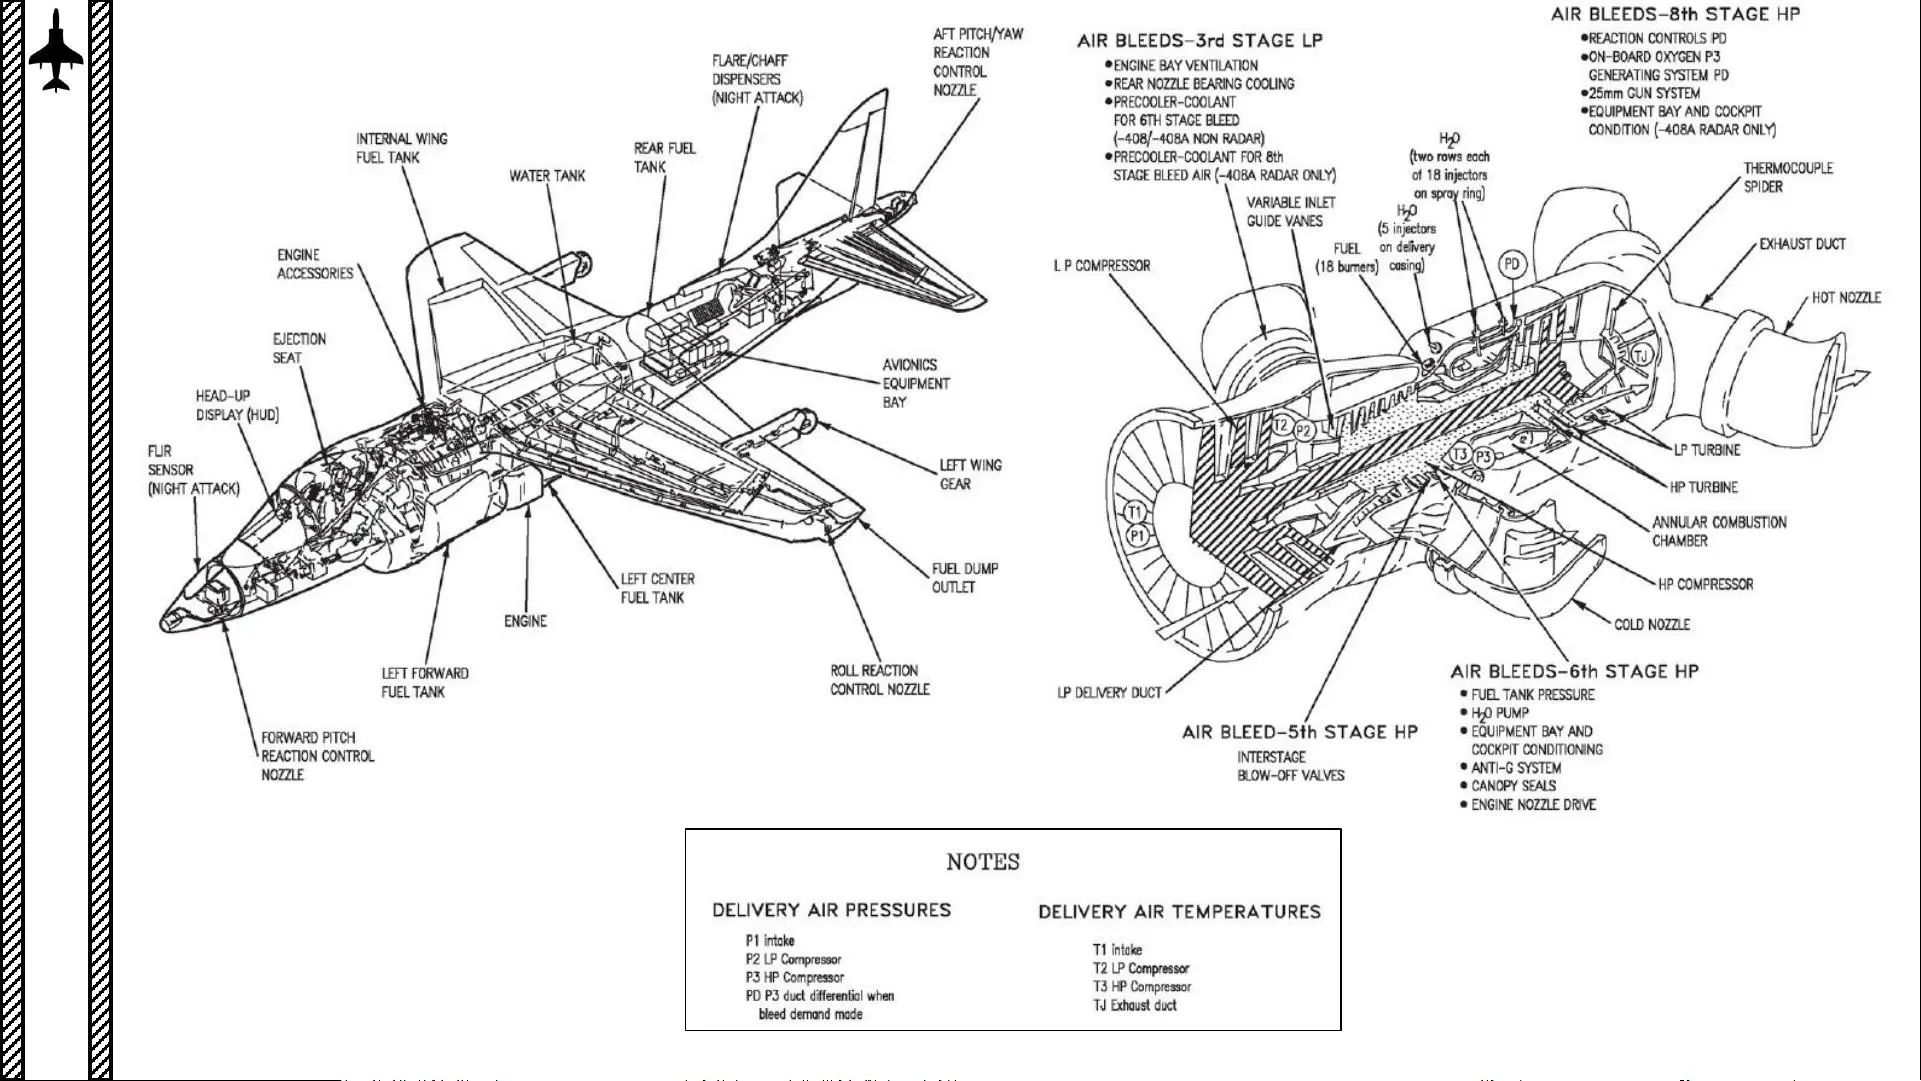 AFT PITCH/YAW
REACTION
CONTROL
NOZZLE
FLARE/CHAFF
DISPENSERS
(NIGHT ATTACK)
INTERNAL WING
FUEL TANK
REAR FUEL
TANK
WATER TANK
ENGINE
ACCESSORIES
EJECTION
SEAT
HEAD-UP
DISPLAY (HUD)
FLIR
SENSOR
(NIGHT ATTACK)
AVIONICS
EQUIPMENT
BAY
LEFT WING
GEAR
FUEL DUMP
OUTLET
LEFT CENTER
FUEL TANK
ENGINE
LEFT FORWARD
FUEL TANK
ROLL REACTION
CONTROL NOZZLE
FORWARD PITCH
REACTION CONTROL
NOZZLE
AIR BLEEDS-3rd STAGE LP
•ENGINE BAY VENTILATION
•REAR NOZZLE BEARING COOLING
•PRECOOLER-COOLANT
FOR 6TH STAGE BLEED
(-408/-408A NON RADAR)
•PRECOOLER-COOLANT FOR 8th
STAGE BLEED AIR (-408A RADAR ONLY)
AIR BLEEDS-8th STAGE HP
•REACTION CONTROLS PD
•ON-BOARD OXYGEN P3
GENERATING SYSTEM PD
•25mm GUN SYSTEM
•EQUIPMENT BAY AND COCKPIT
CONDITION (-408A RADAR ONLY)
H2O
(two rows each
of 18 injectors
on spray ring)
VARIABLE INLET
GUIDE VANES
H2O
(5 injectors
on delivery
casing)
FUEL
(18 burners)
L P COMPRESSOR
PD
THERMOCOUPLE
SPIDER
EXHAUST DUCT
HOT NOZZLE
TJ
T2
P2
T3
P3
T1
P1
LP TURBINE
HP TURBINE
ANNULAR COMBUSTION
CHAMBER
HP COMPRESSOR
COLD NOZZLE
LP DELIVERY DUCT
AIR BLEED-5th STAGE HP
INTERSTAGE
BLOW-OFF VALVES
AIR BLEEDS-6th STAGE HP
• FUEL TANK PRESSURE
• H2O PUMP
• EQUIPMENT BAY AND
COCKPIT CONDITIONING
• ANTI-G SYSTEM
• CANOPY SEALS
• ENGINE NOZZLE DRIVE
NOTES
DELIVERY AIR PRESSURES
P1 intake
P2 LP Compressor
P3 HP Compressor
PD P3 duct differential when
bleed demand made
DELIVERY AIR TEMPERATURES
T1 intake
T2 LP Compressor
T3 HP Compressor
TJ Exhaust duct